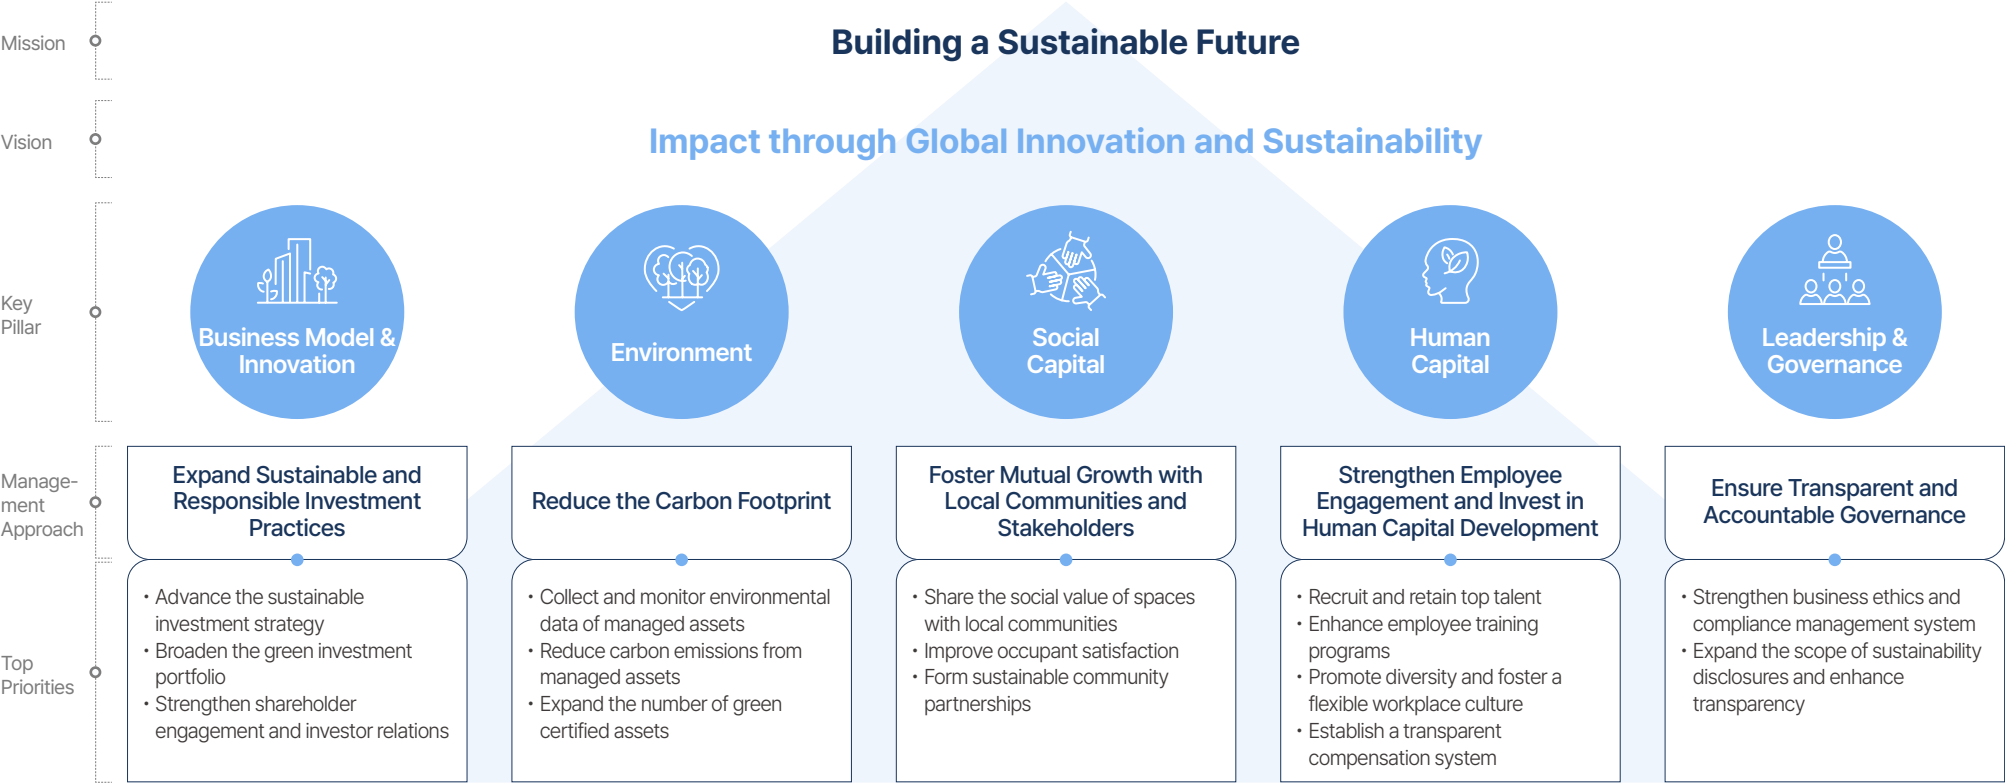 Mission
Building a Sustainable Future
Vision
Impact through Global Innovation and Sustainability
Key
Pillar
Business Model &
Innovation
Environment
Social
Capital
Human
Capital
Leadership &
Governance
Manage-
ment
Approach
Expand Sustainable and
Responsible Investment
Practices
Reduce the Carbon Footprint
Foster Mutual Growth with
Local Communities and
Stakeholders
Strengthen Employee
Engagement and Invest in
Human Capital Development
Ensure Transparent and
Accountable Governance
Top
Priorities
・Advance the sustainable
investment strategy
・Broaden the green investment
portfolio
・Strengthen shareholder
engagement and investor relations
・Collect and monitor environmental
data of managed assets
・Reduce carbon emissions from
managed assets
・Expand the number of green
certified assets
・Share the social value of spaces
with local communities
・Improve occupant satisfaction
・Form sustainable community
partnerships
・Recruit and retain top talent
・Enhance employee training
programs
・Promote diversity and foster a
flexible workplace culture
・Establish a transparent
compensation system
・Strengthen business ethics and
compliance management system
・Expand the scope of sustainability
disclosures and enhance
transparency